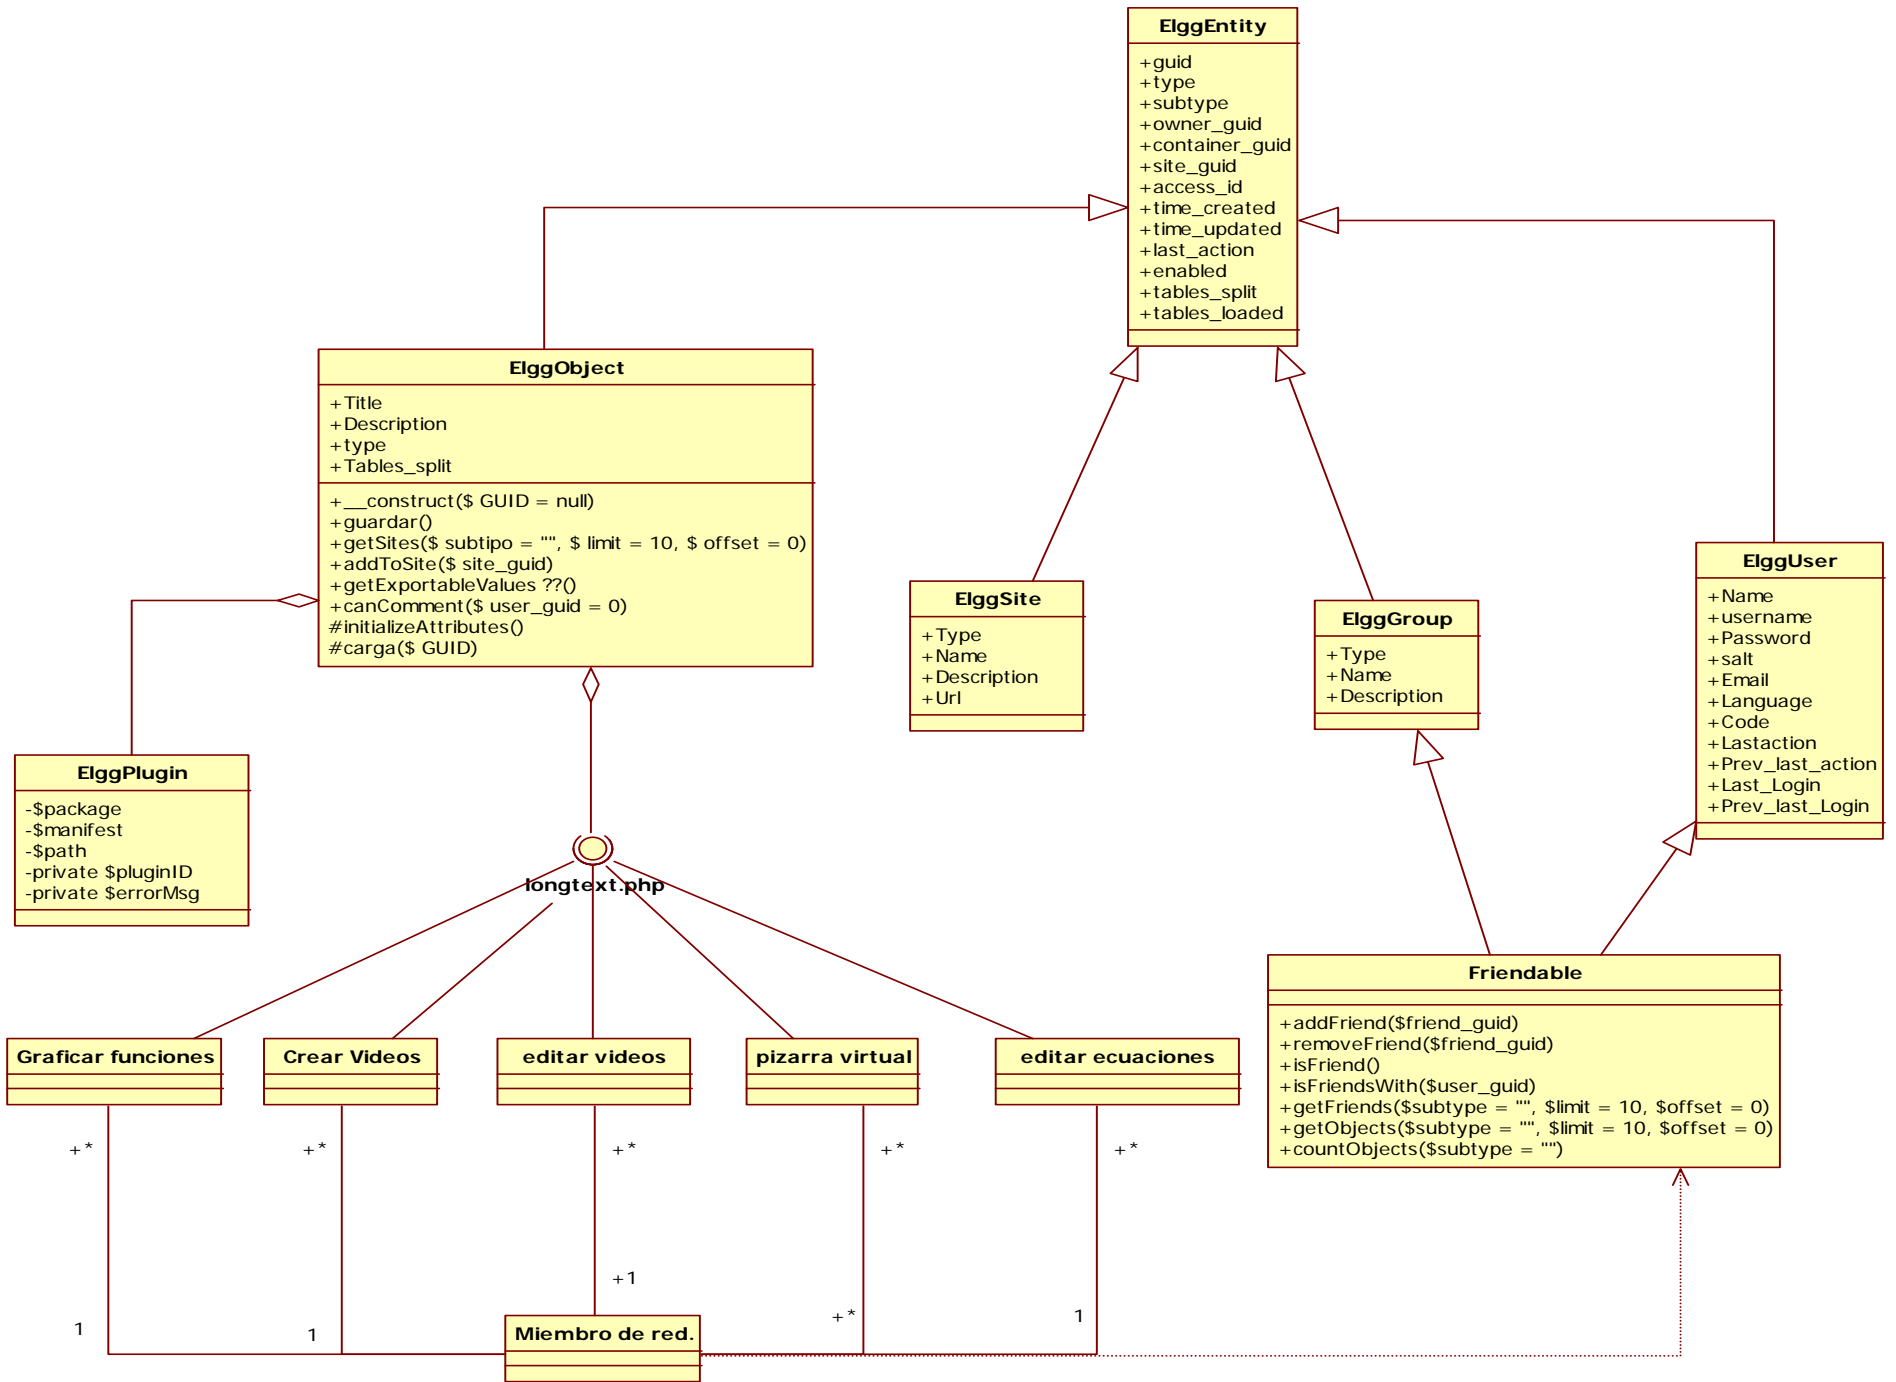 ElggEntity
+guid
+type
+subtype
+owner_guid
+container_guid
+site_guid
+access_id
+time_created
+time_updated
+last_action
+enabled
+tables_split
+tables_loaded
ElggObject
+Title
+Description
+type
+Tables_split
+__construct($ GUID = null)
+guardar()
+getSites($ subtipo = "", $ limit = 10, $ offset = 0)
+addToSite($ site_guid)
+getExportableValues ??()
+canComment($ user_guid = 0)
#initializeAttributes()
#carga($ GUID)
ElggSite
+Type
+Name
+Description
+Url
ElggGroup
+Type
+Name
+Description
ElggUser
+Name
+username
+Password
+salt
+Email
+Language
+Code
+Lastaction
+Prev_last_action
+Last_Login
+Prev_last_Login
ElggPlugin
-$package
-$manifest
-$path
-private $pluginID
-private $errorMsg
longtext.php
Friendable
+addFriend($friend_guid)
+removeFriend($friend_guid)
+isFriend()
+isFriendsWith($user_guid)
+getFriends($subtype = "", $limit = 10, $offset = 0)
+getObjects($subtype = "", $limit = 10, $offset = 0)
+countObjects($subtype = "")
Graficar funciones
Crear Videos
editar videos
pizarra virtual
editar ecuaciones
+*
+*
+*
+*
+*
1
1
+1
+*
1
Miembro de red.